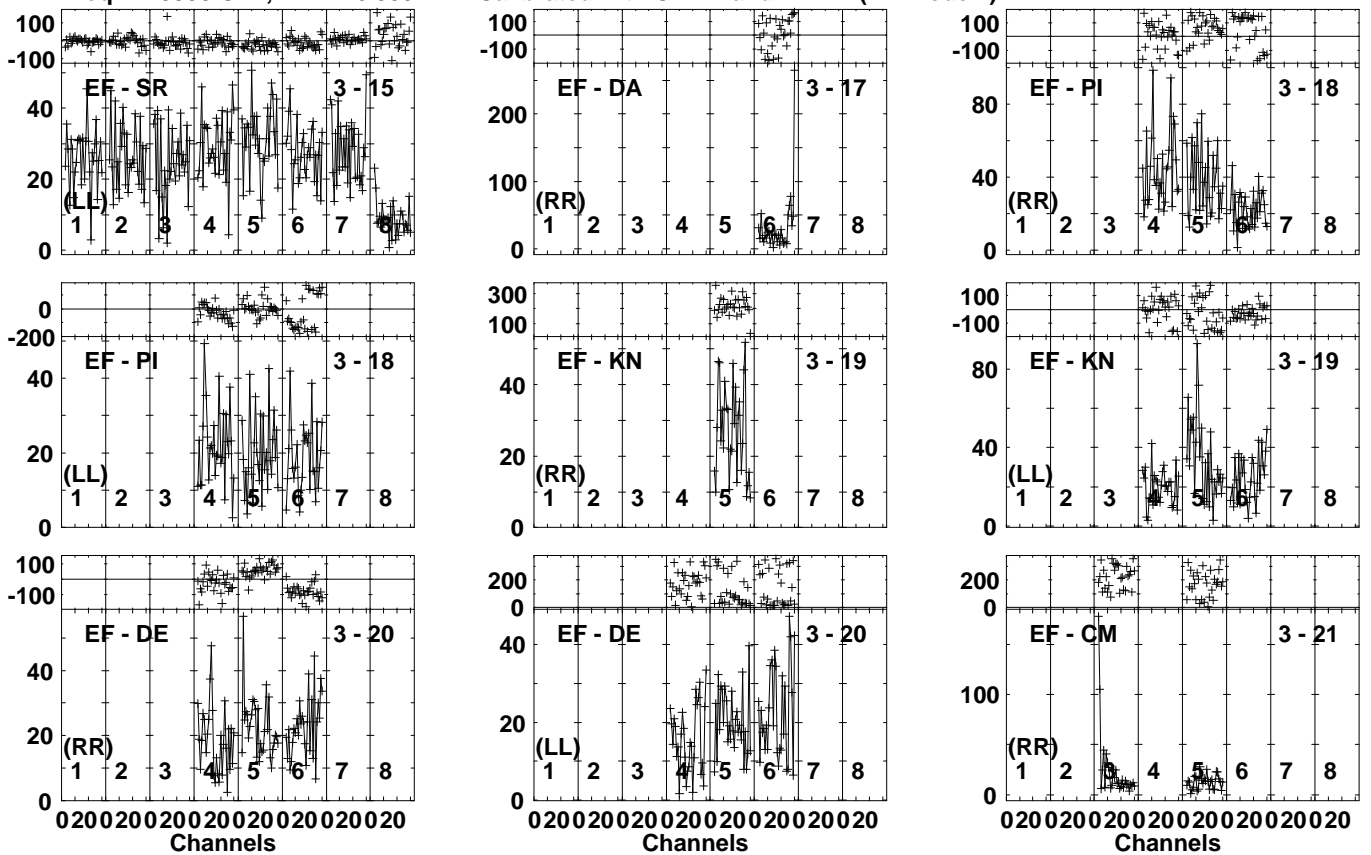 100
-100
EF - SR 3 - 15
40
20
0
(LL)
1 2 3 4 5 6 7 8
100
-100
EF - DA 3 - 17
200
100
0
(RR)
1 2 3 4 5 6 7 8
100
-100
EF - PI 3 - 18
80
40
0
(RR)
1 2 3 4 5 6 7 8
0
-200
EF - PI 3 - 18
40
20
0
(LL)
1 2 3 4 5 6 7 8
300
100
EF - KN 3 - 19
40
20
0
(RR)
1 2 3 4 5 6 7 8
100
-100
EF - KN 3 - 19
80
40
0
(LL)
1 2 3 4 5 6 7 8
100
-100
EF - DE 3 - 20
40
20
0
(RR)
1 2 3 4 5 6 7 8
020020020020020020020020
Channels
200
0
EF - DE 3 - 20
40
20
0
(LL)
1 2 3 4 5 6 7 8
020020020020020020020020
Channels
200
0
EF - CM 3 - 21
100
0
(RR)
1 2 3 4 5 6 7 8
020020020020020020020020
Channels